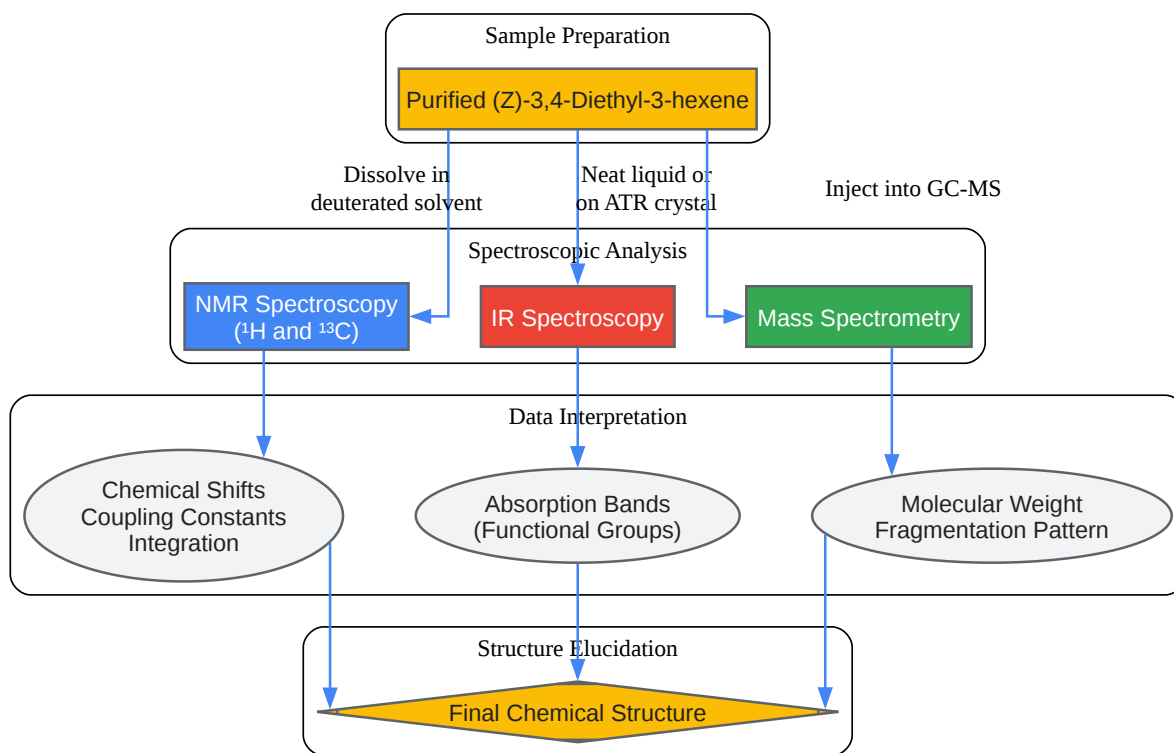 Sample Preparation
Purified (Z)-3,4-Diethyl-3-hexene
Dissolve in
deuterated solvent
Neat liquid or
on ATR crystal
Inject into GC-MS
Spectroscopic Analysis
NMR Spectroscopy
(¹H and ¹³C)
IR Spectroscopy
Mass Spectrometry
Data Interpretation
Chemical Shifts
Coupling Constants
Integration
Absorption Bands
(Functional Groups)
Molecular Weight
Fragmentation Pattern
Structure Elucidation
Final Chemical Structure